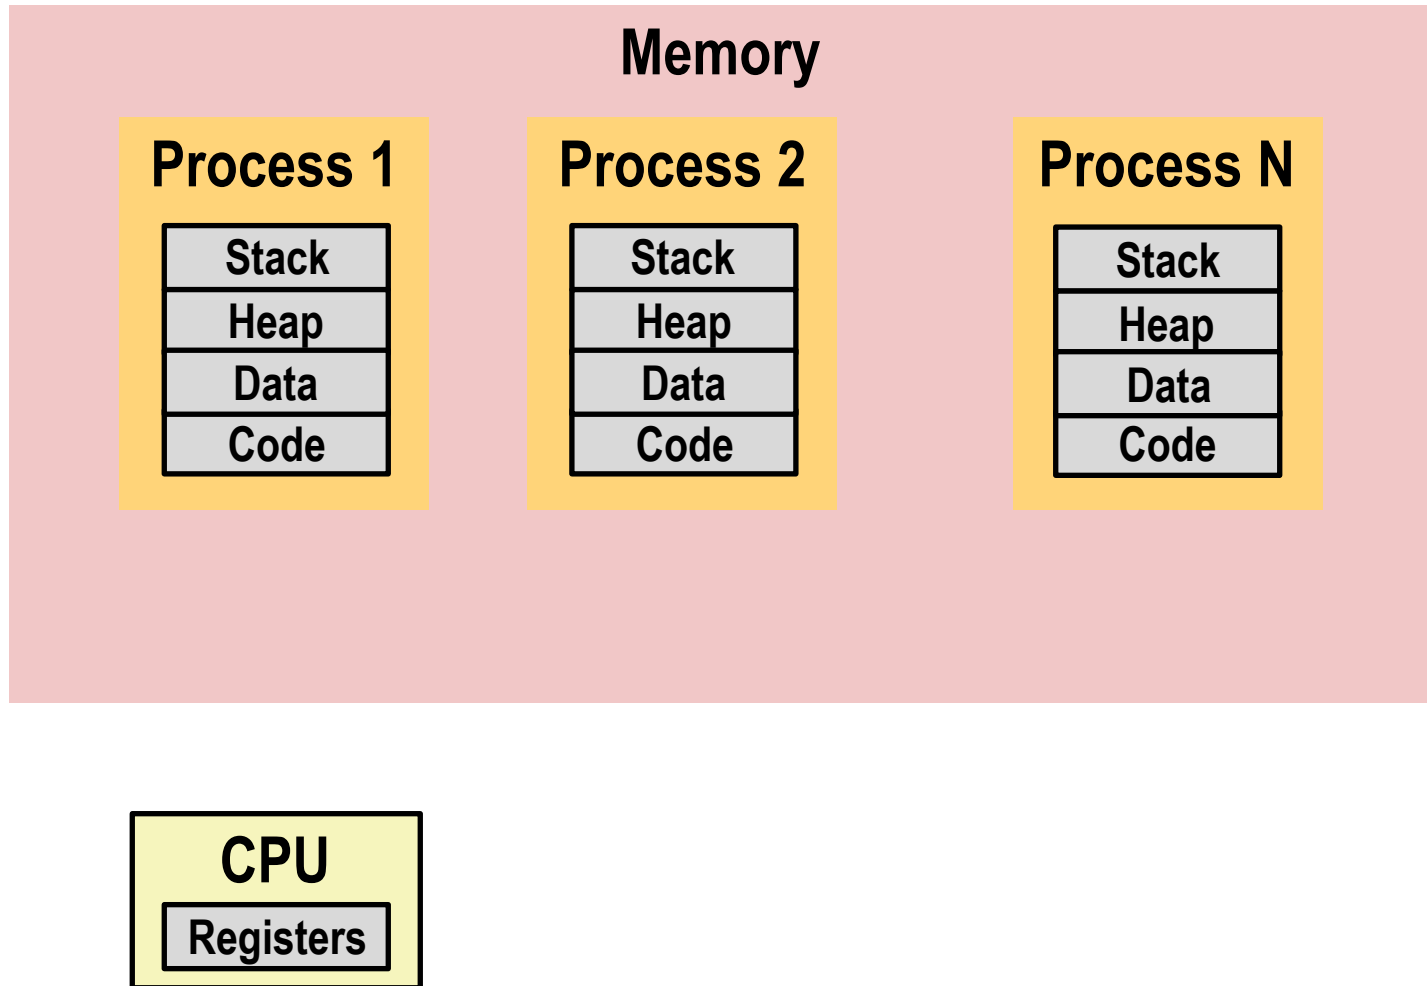 Memory
Process 1
Stack
Heap
Data
Code
Process 2
Stack
Heap
Data
Code
Process N
Stack
Heap
Data
Code
CPU
Registers